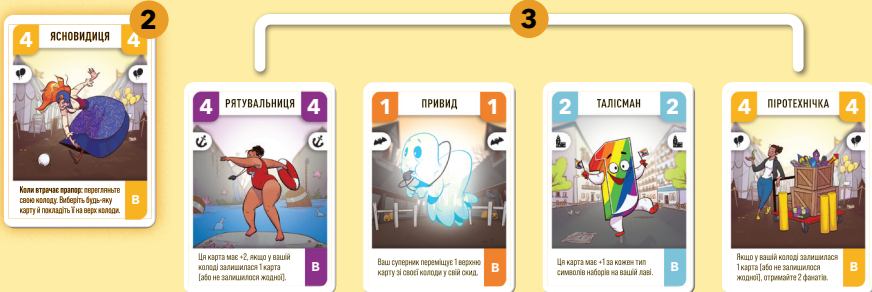 2
3
4 ЯСНОВИДИЦЯ 4
Коли втрачає прапор: перегляньте
свою колоду. Виберіть будь-яку
карту й покладіть її на верх колоди.
B
4 РЯТУВАЛЬНИЦЯ 4
Ця карта має +2, якщо у вашій
колоді залишилася 1 карта
(або не залишилося
жодної).
B
1 ПРИВИД 1
Ваш суперник переміщує 1 верхню
карту зі своєї колоди у свій скид.
B
2 ТАЛІСМАН 2
Ця карта має +1 за кожен тип
символів наборів на вашій лаві.
B
4 ПІРОТЕХНІЧКА 4
Якщо у вашій колоді залишилася
1 карта (або не залишилося
жодної), отримайте 2 фанатів.
B